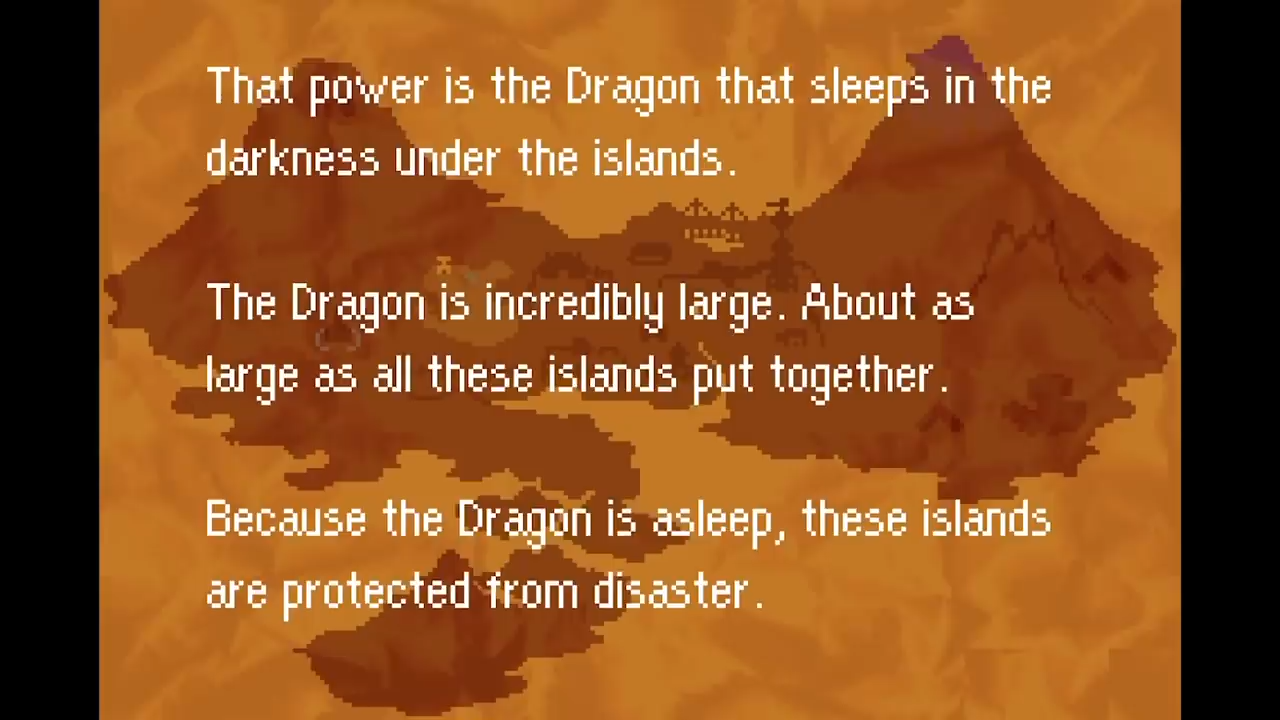 That power is the Dragon that sleeps in the
darkness under the islands.
The Dragon is incredibly large. About as
large as all these islands put together.
Because the Dragon is asleep, these islands
are protected from disaster.